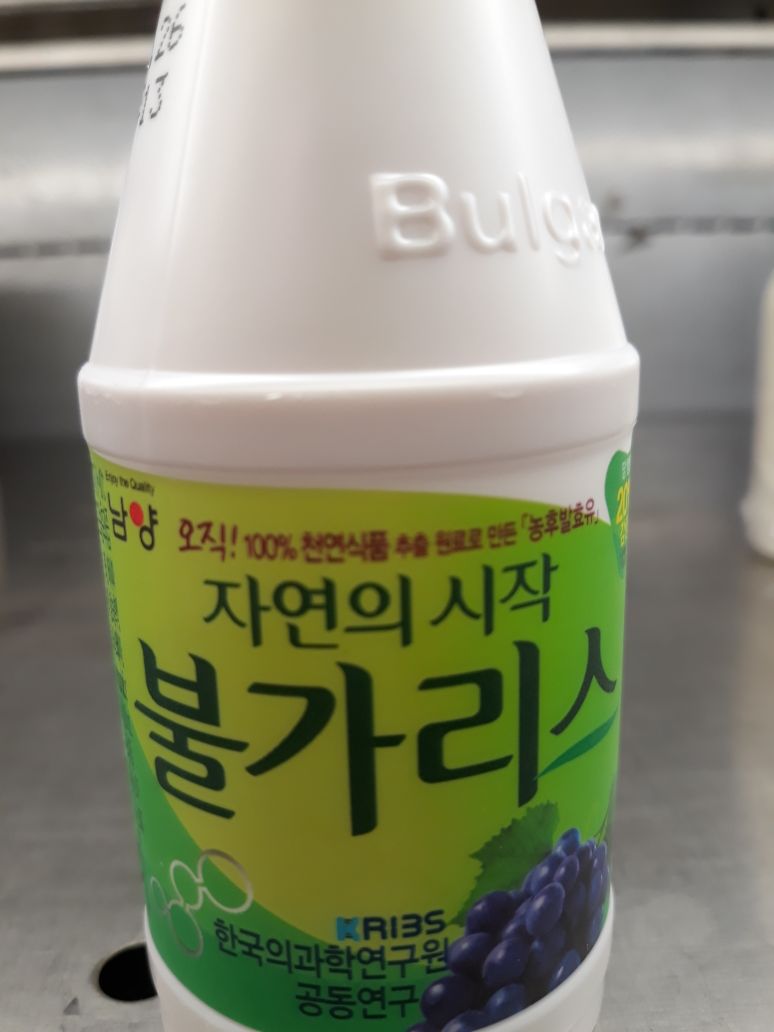 Enjoy the Quality
남양
오직! 100% 천연식품 추출 원료로 만든 「농후발효유」
자연의 시작
불가리스
KRIBS
한국의과학연구원
공동연구